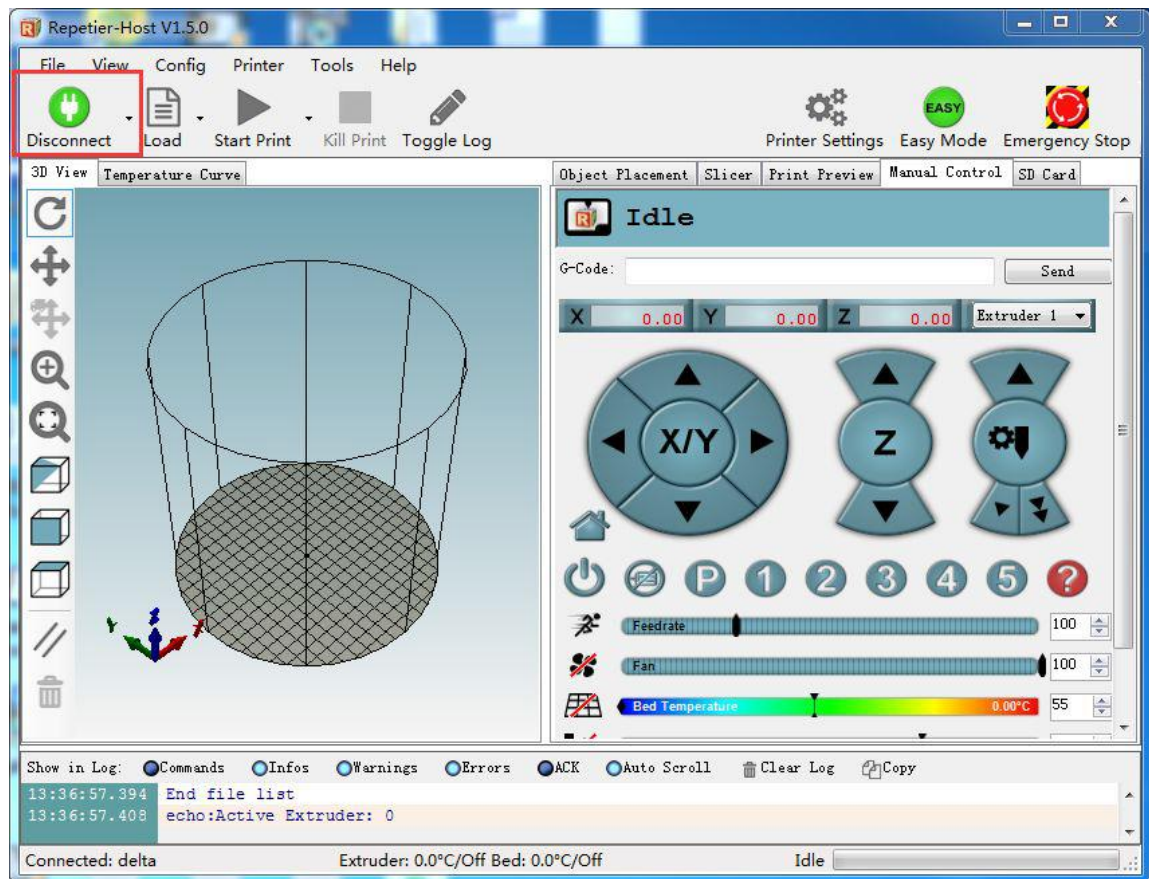 Repetier-Host V1.5.0
File View Config Printer Tools Help
Disconnect Load Start Print Kill Print Toggle Log Printer Settings EASY Easy Mode Emergency Stop
3D View Temperature Curve Object Placement Slicer Print Preview Manual Control SD Card
R Idle
G-Code: Send
X 0.00 Y 0.00 Z 0.00 Extruder 1
X/Y Z
P 1 2 3 4 5 ?
Feedrate 100
Fan 100
Bed Temperature 0.00°C 55
Y Z X
Show in Log: Commands Infos Warnings Errors ACK Auto Scroll Clear Log Copy
13:36:57.394 End file list
13:36:57.408 echo:Active Extruder: 0
Connected: delta Extruder: 0.0°C/Off Bed: 0.0°C/Off Idle